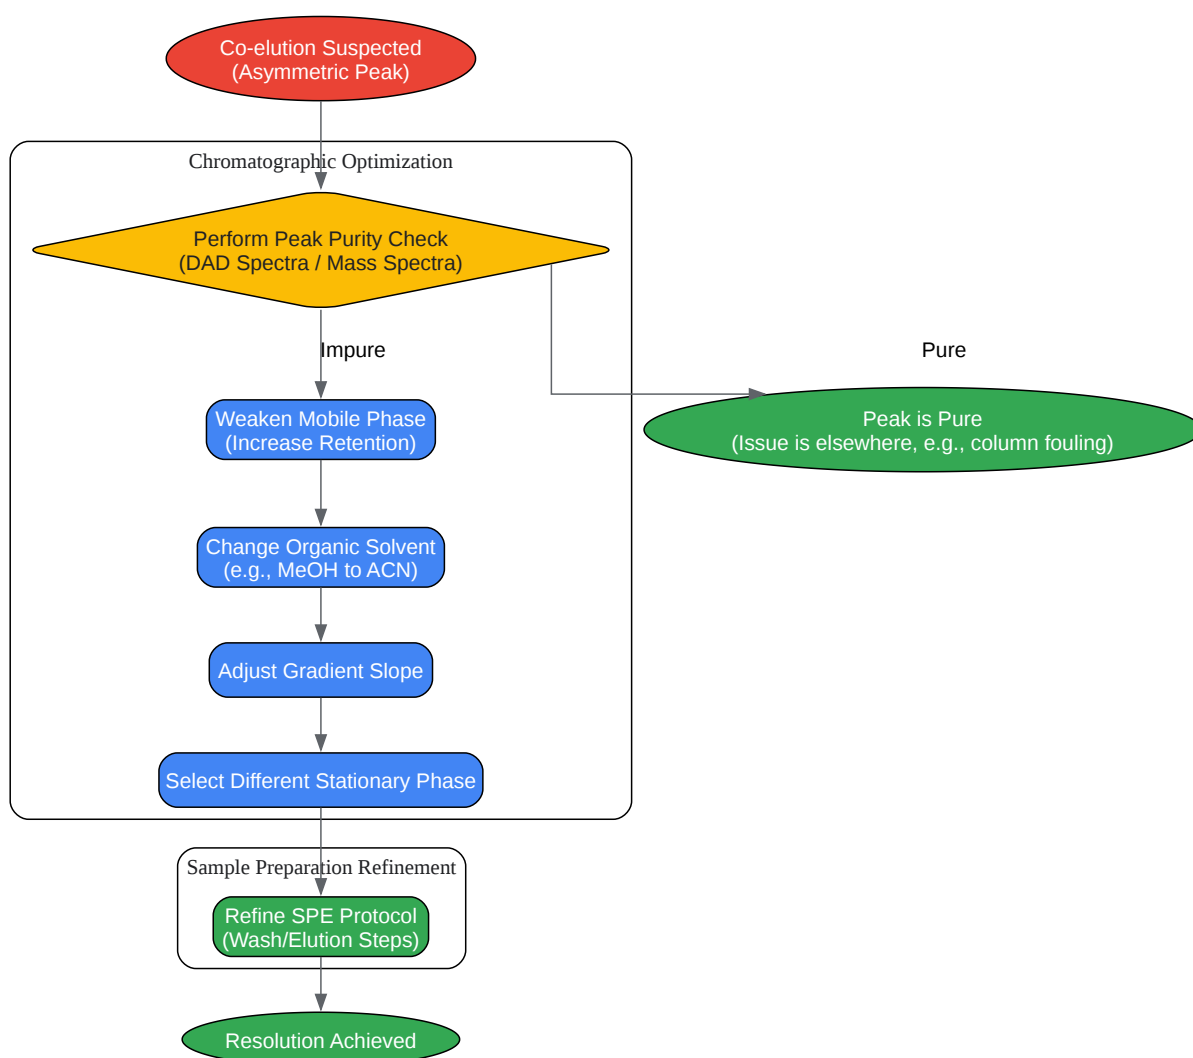 Co-elution Suspected
(Asymmetric Peak)
Chromatographic Optimization
Perform Peak Purity Check
(DAD Spectra / Mass Spectra)
Impure
Pure
Weaken Mobile Phase
(Increase Retention)
Peak is Pure
(Issue is elsewhere, e.g., column fouling)
Change Organic Solvent
(e.g., MeOH to ACN)
Adjust Gradient Slope
Select Different Stationary Phase
Sample Preparation Refinement
Refine SPE Protocol
(Wash/Elution Steps)
Resolution Achieved